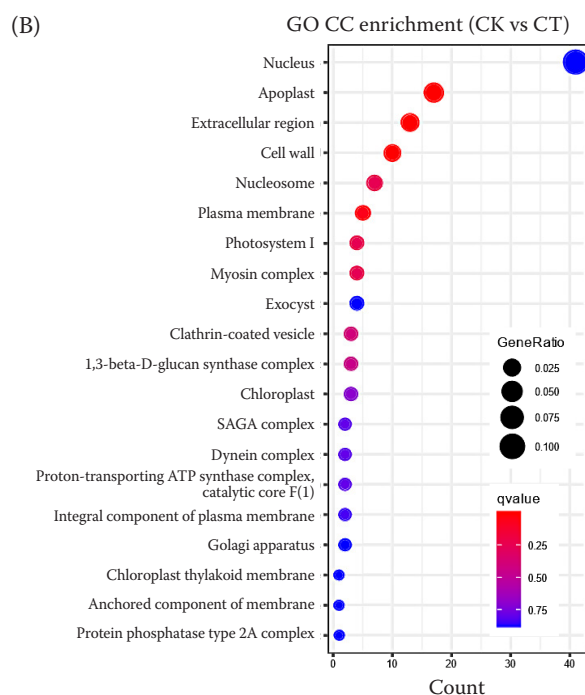 (B)
GO CC enrichment (CK vs CT)
Nucleus
Apoplast
Extracellular region
Cell wall
Nucleosome
Plasma membrane
Photosystem I
Myosin complex
Exocyst
Clathrin-coated vesicle
1,3-beta-D-glucan synthase complex
Chloroplast
SAGA complex
Dynein complex
Proton-transporting ATP synthase complex,
catalytic core F(1)
Integral component of plasma membrane
Golagi apparatus
Chloroplast thylakoid membrane
Anchored component of membrane
Protein phosphatase type 2A complex
GeneRatio
0.025
0.050
0.075
0.100
qvalue
0.25
0.50
0.75
0 10 20 30 40
Count